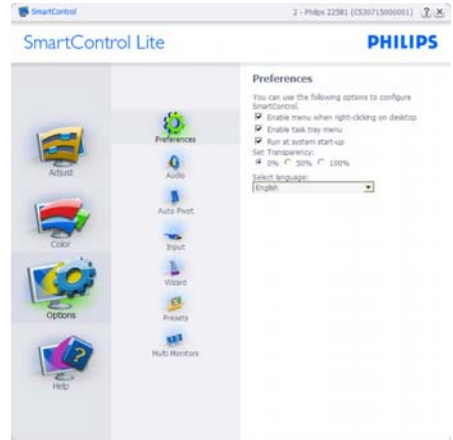 SmartControl
2 - Philips 225B1 (CS30715000001)
SmartControl Lite
PHILIPS
Adjust
Color
Options
Help
Preferences
Audio
Auto Pivot
Input
Wizard
Presets
Multi Monitors
Preferences
You can use the following options to configure
SmartControl.
Enable menu when right-clicking on desktop
Enable task tray menu
Run at system start-up
Set Transparency:
0% 50% 100%
Select language:
English